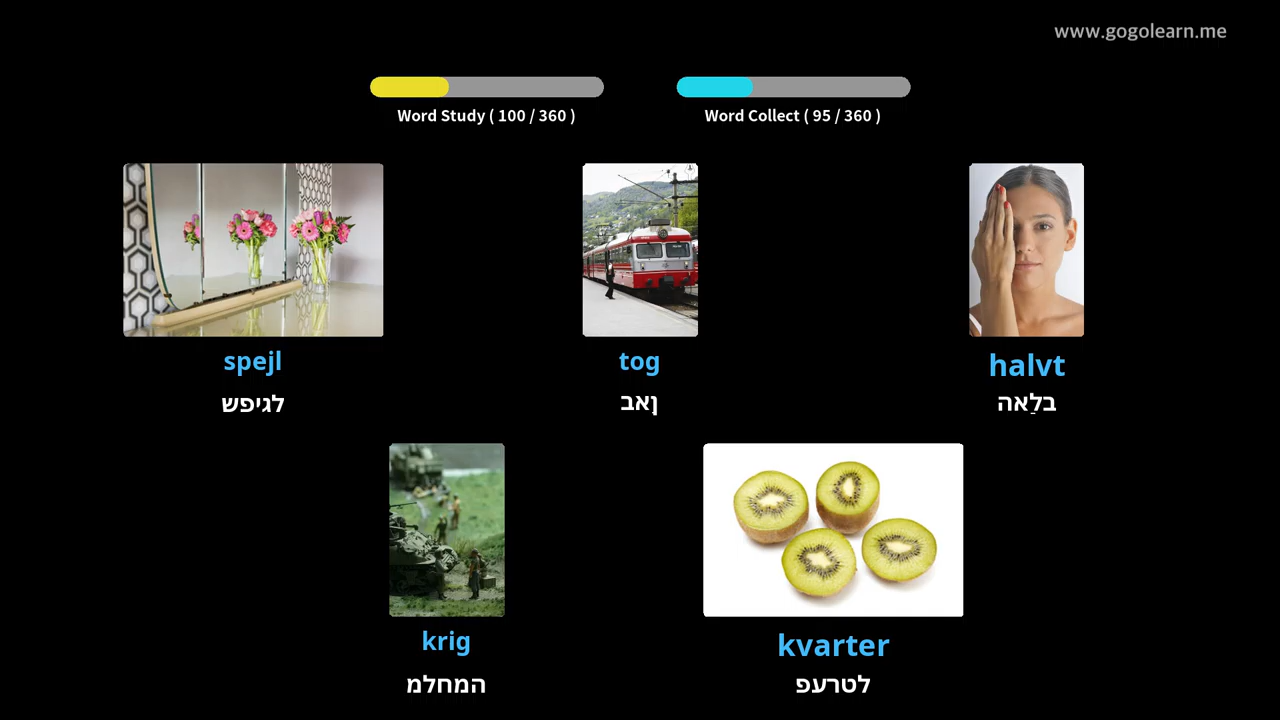 www.gogolearn.me
Word Study ( 100 / 360 )
Word Collect ( 95 / 360 )
spejl
לגיפש
tog
ןַאב
halvt
בלַאה
krig
המחלמ
kvarter
לטרעפ